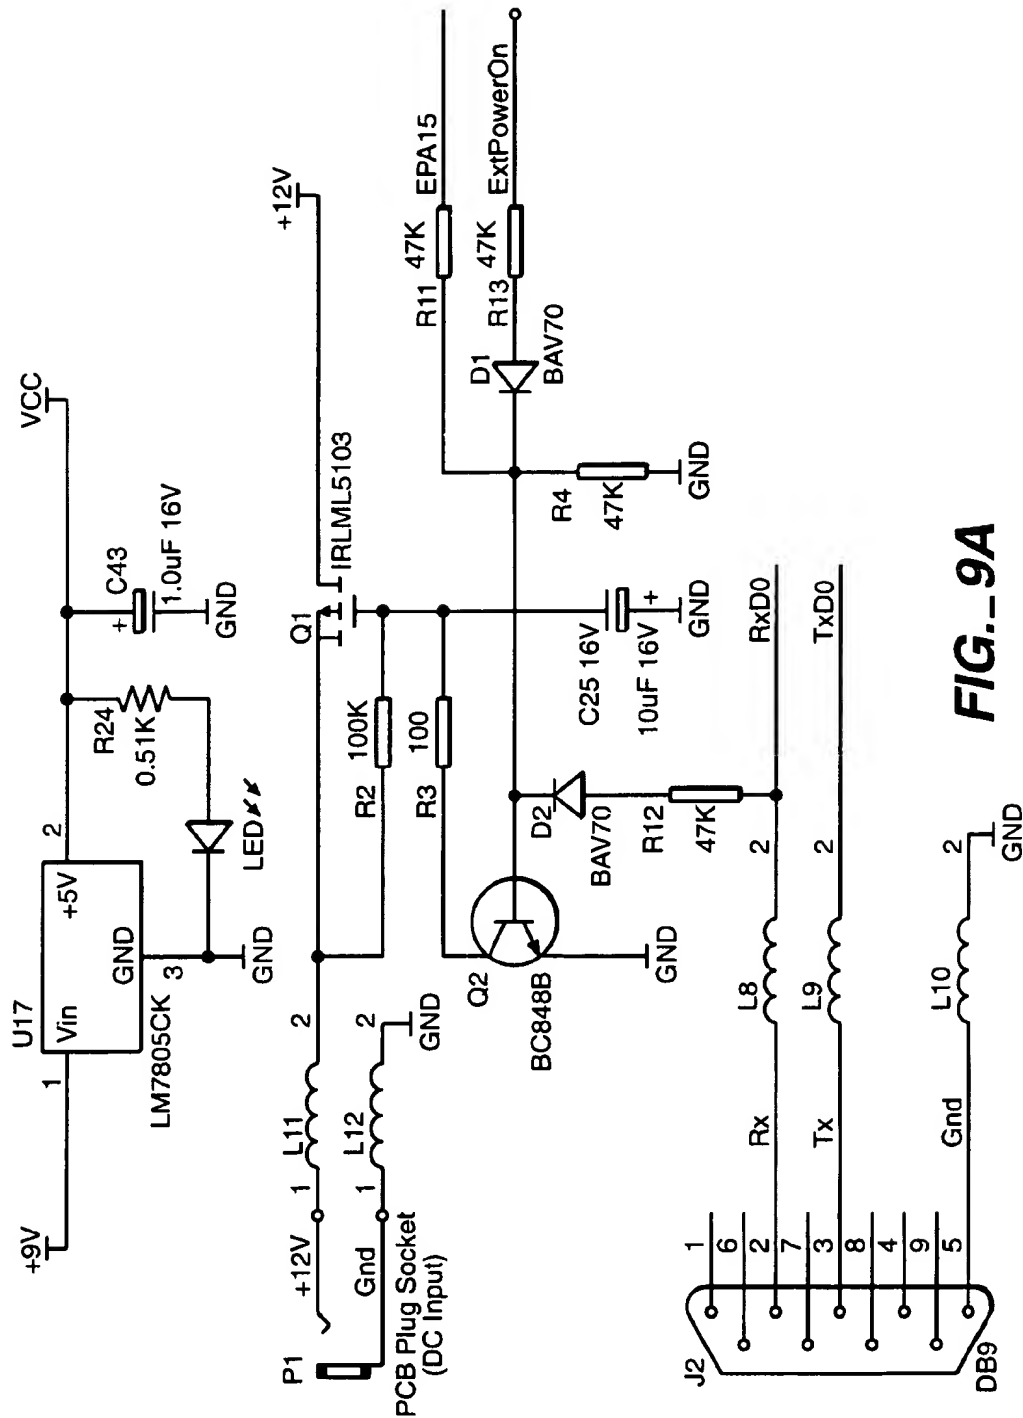 +9V
1
U17
Vin
+5V
GND
3
LM7805CK
2
GND
R24
0.51K
LED
C43
1.0uF 16V
GND
VCC
P1
+12V
Gnd
PCB Plug Socket
(DC Input)
1
L11
2
1
L12
2
GND
R2
100K
R3
100
Q1
IRLML5103
+12V
Q2
BC848B
GND
D2
BAV70
R12
47K
C25 16V
10uF 16V
+
GND
R4
47K
GND
D1
BAV70
R11
47K
EPA15
R13
47K
ExtPowerOn
J2
DB9
1
6
2
7
3
8
4
9
5
Rx
L8
2
RxD0
Tx
L9
2
TxD0
Gnd
L10
2
GND
+
FIG._9A